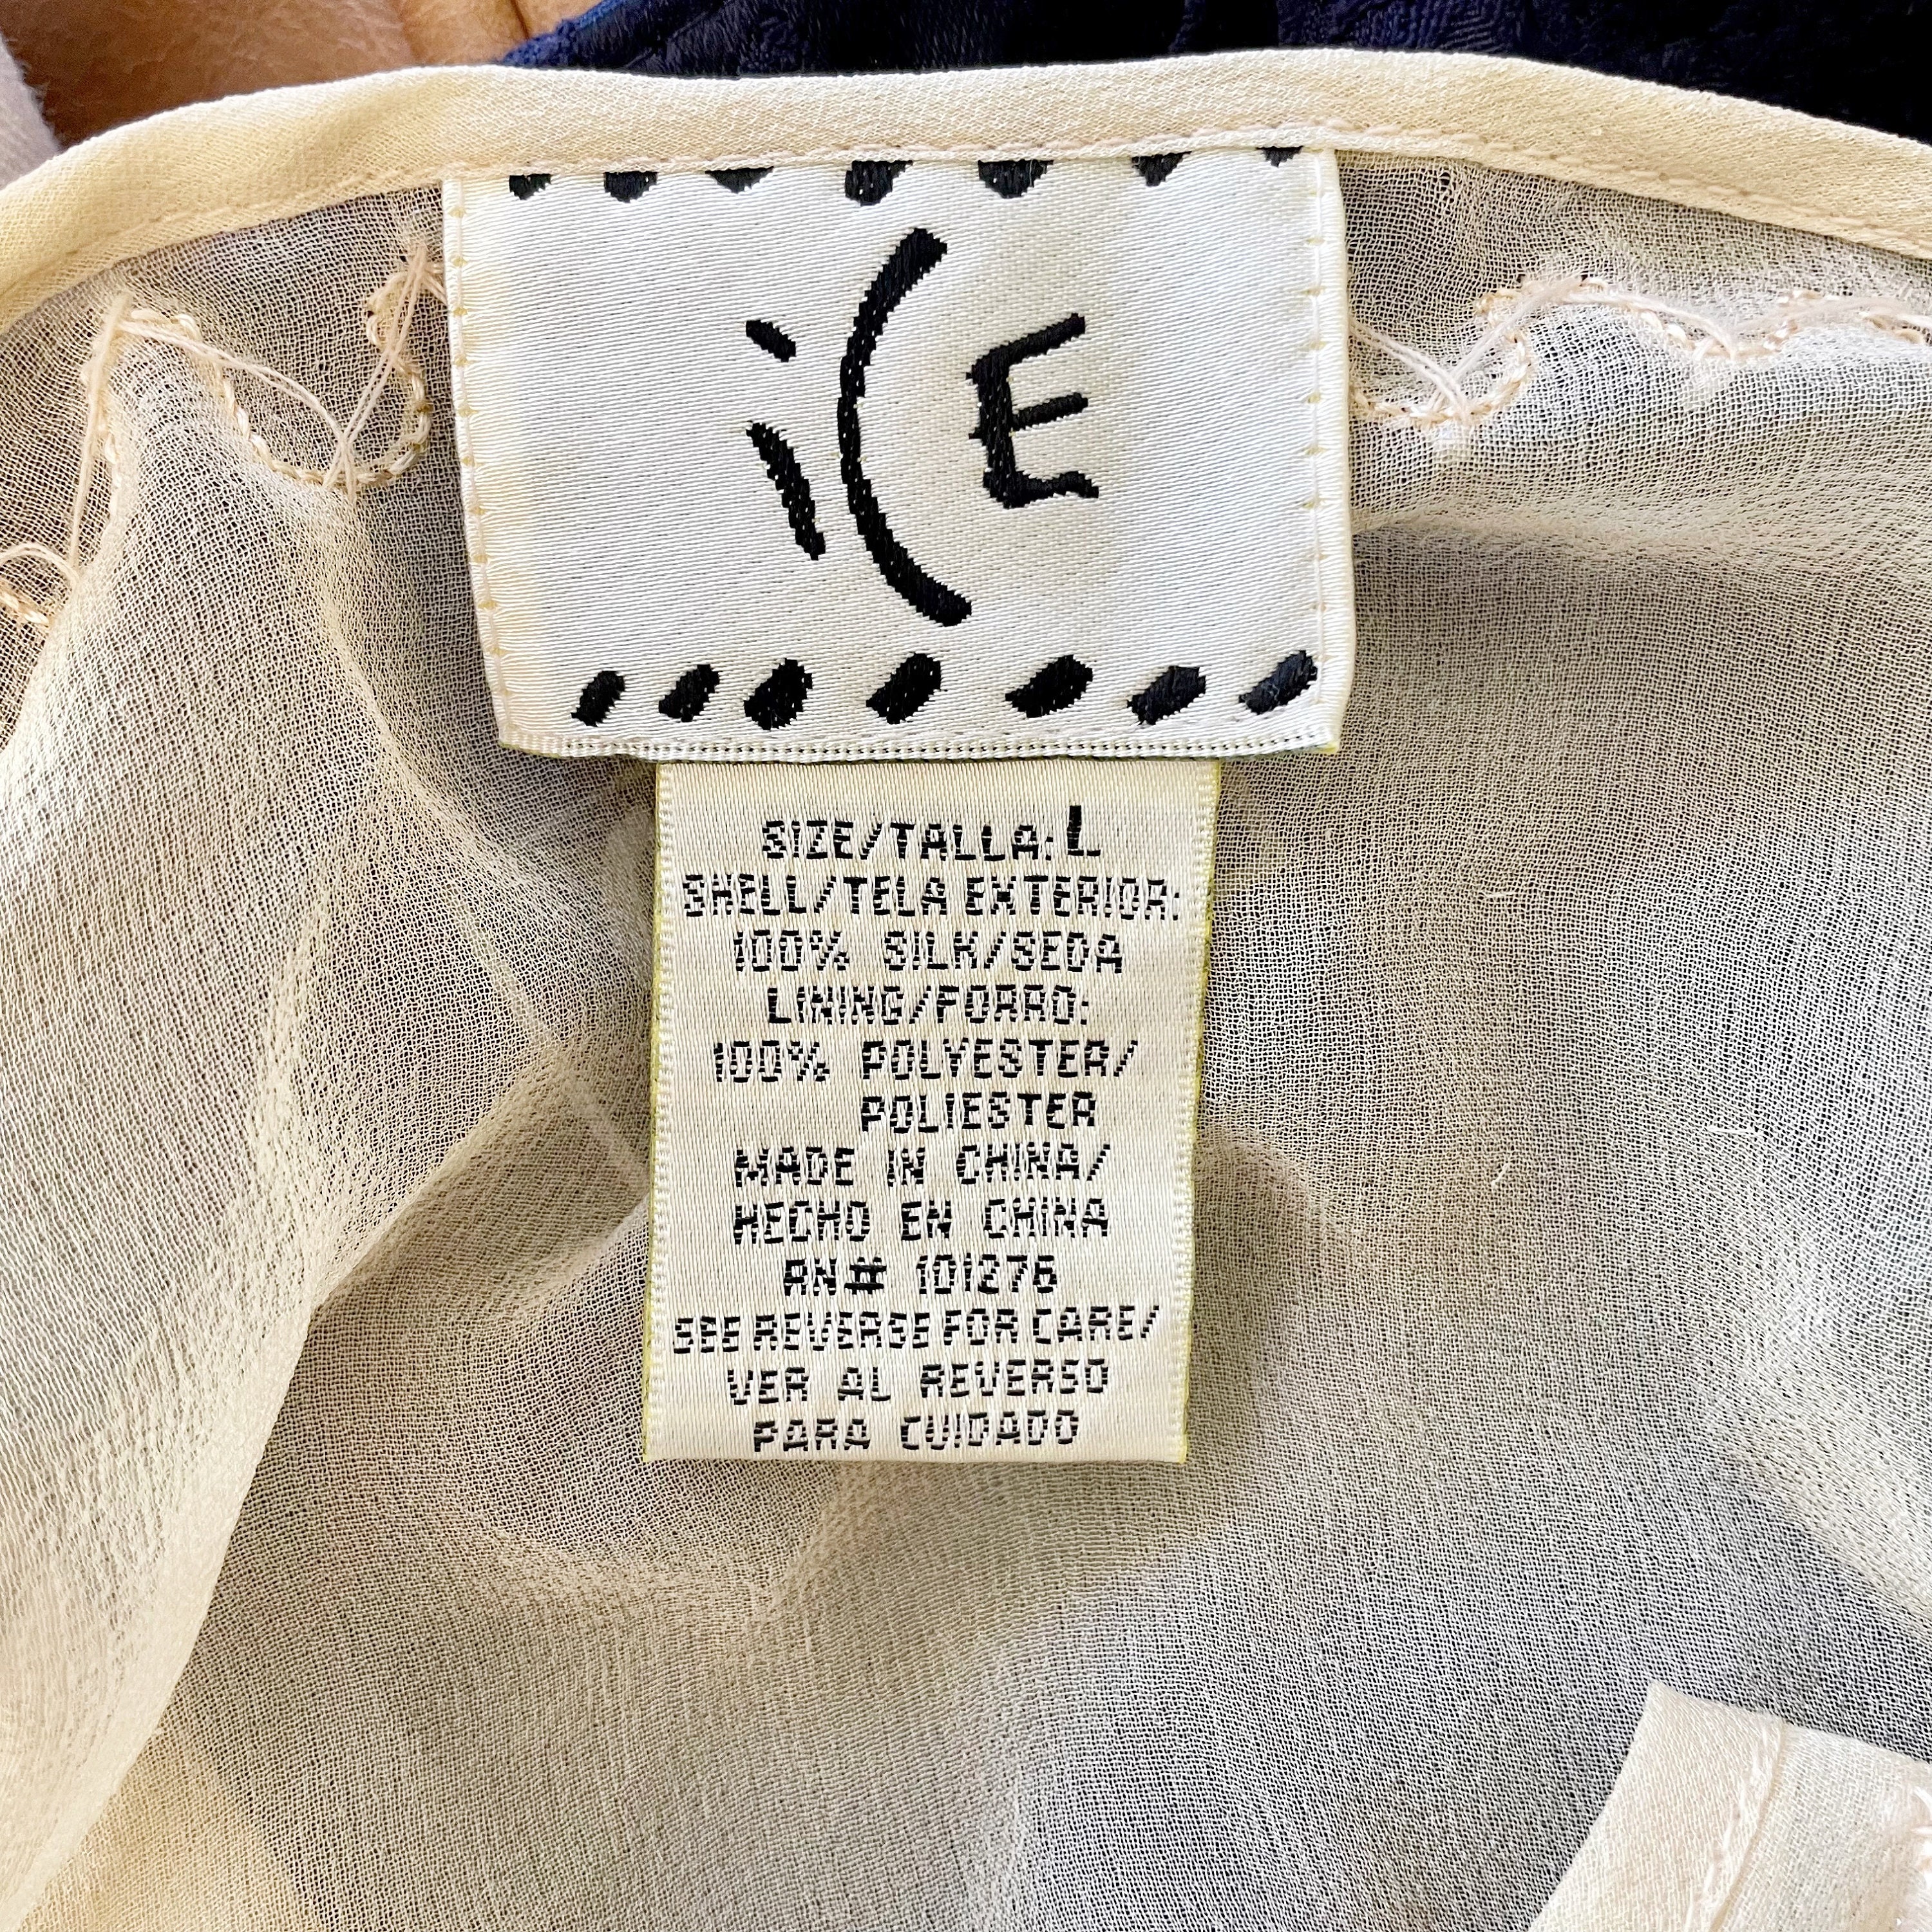 iCE
SIZE/TALLA: L
SHELL/TELA EXTERIOR:
100% SILK/SEDA
LINING/FORRO:
100% POLYESTER/
POLIESTER
MADE IN CHINA/
HECHO EN CHINA
RN# 101276
SEE REVERSE FOR CARE/
VER AL REVERSO
PARA CUIDADO